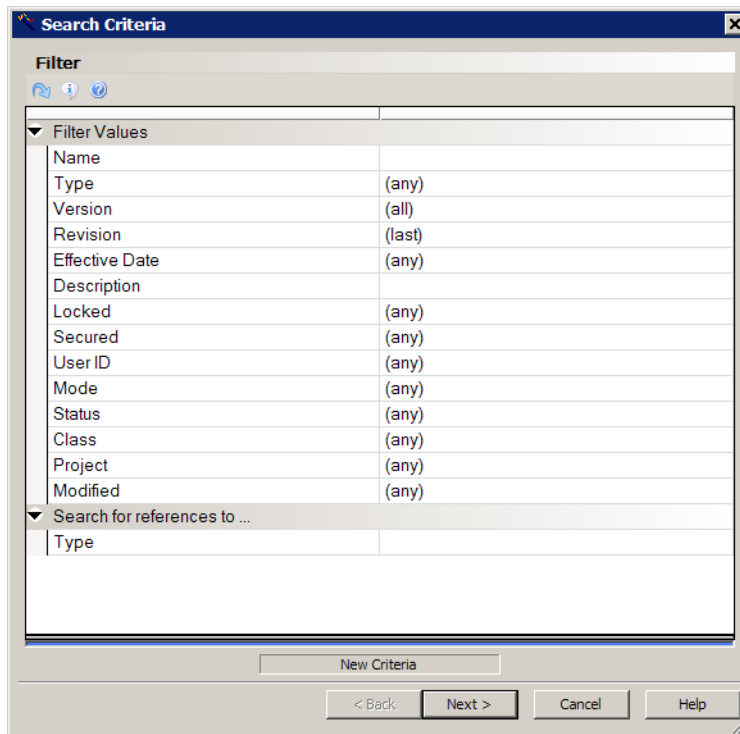 Search Criteria
Filter
Filter Values
Name
Type (any)
Version (all)
Revision (last)
Effective Date (any)
Description
Locked (any)
Secured (any)
User ID (any)
Mode (any)
Status (any)
Class (any)
Project (any)
Modified (any)
Search for references to ...
Type
New Criteria
< Back Next > Cancel Help